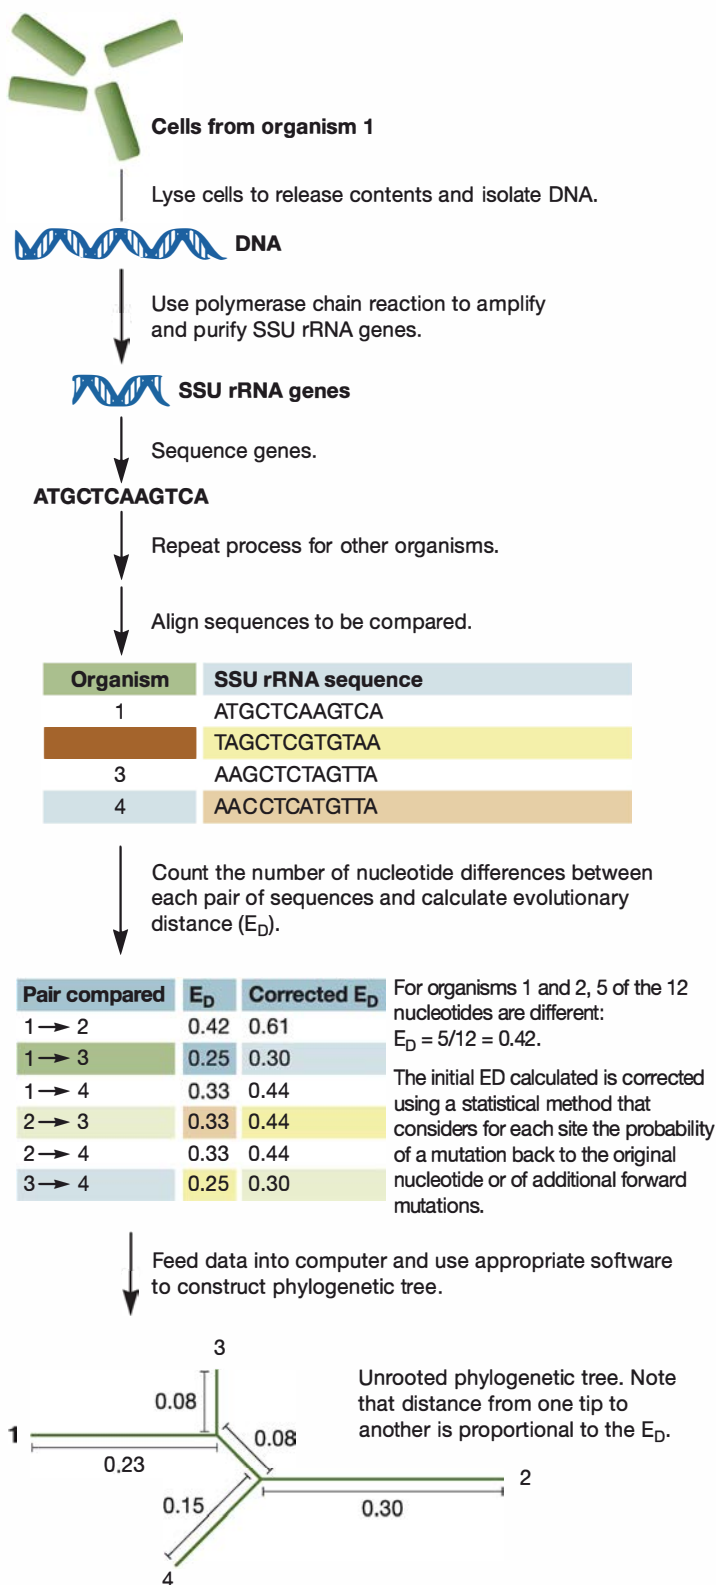 Cells from organism 1
Lyse cells to release contents and isolate DNA.
DNA
Use polymerase chain reaction to amplify
and purify SSU rRNA genes.
SSU rRNA genes
Sequence genes.
ATGCTCAAGTCA
Repeat process for other organisms.
Align sequences to be compared.
Organism SSU rRNA sequence
1 ATGCTCAAGTCA
TAGCTCGTGTAA
3 AAGCTCTAGTTA
4 AACCTCATGTTA
Count the number of nucleotide differences between
each pair of sequences and calculate evolutionary
distance (ED).
Pair compared ED Corrected ED
1 → 2 0.42 0.61
1 → 3 0.25 0.30
1 → 4 0.33 0.44
2 → 3 0.33 0.44
2 → 4 0.33 0.44
3 → 4 0.25 0.30
For organisms 1 and 2, 5 of the 12
nucleotides are different:
ED = 5/12 = 0.42.
The initial ED calculated is corrected
using a statistical method that
considers for each site the probability
of a mutation back to the original
nucleotide or of additional forward
mutations.
Feed data into computer and use appropriate software
to construct phylogenetic tree.
3
0.08
1
0.23
0.08
0.15
2
0.30
4
Unrooted phylogenetic tree. Note
that distance from one tip to
another is proportional to the ED.